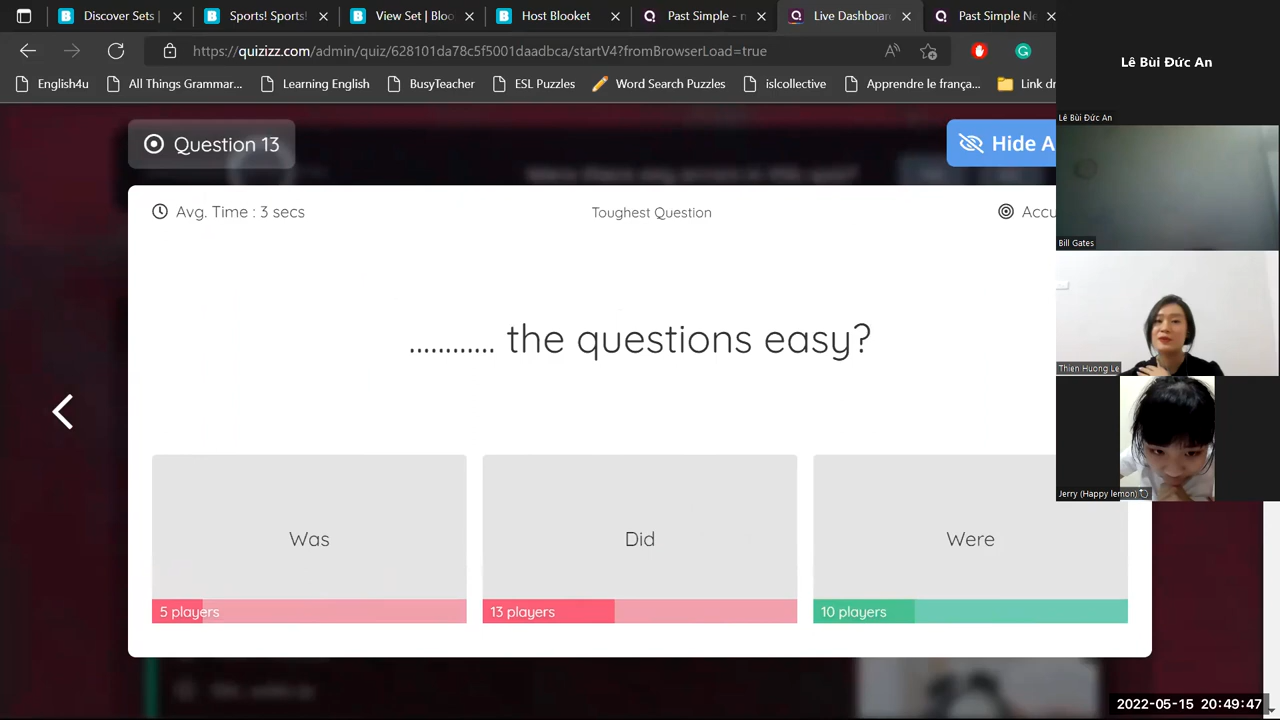 Discover Sets |
Sports! Sports!
View Set | Bloo
Host Blooket
Past Simple - n
Live Dashboar
Past Simple Ne
https://quizizz.com/admin/quiz/628101da78c5f5001daadbca/startV4?fromBrowserLoad=true
English4u
All Things Grammar...
Learning English
BusyTeacher
ESL Puzzles
Word Search Puzzles
islcollective
Apprendre le frança...
Link dr
Lê Bùi Đức An
Lê Bùi Đức An
Question 13
Hide A
Avg. Time : 3 secs
Toughest Question
Accu
Bill Gates
............ the questions easy?
Thien Huong Le
Jerry (Happy lemon)
Was
Did
Were
5 players
13 players
10 players
2022-05-15 20:49:47